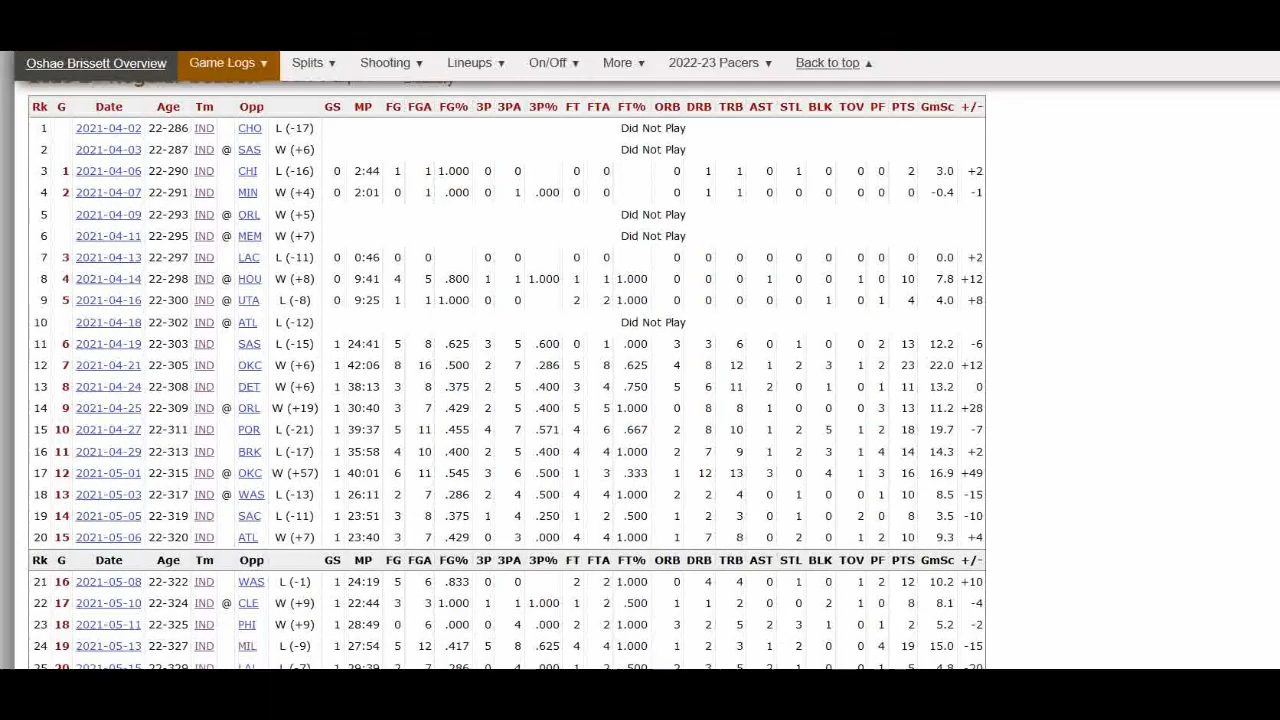 Oshae Brissett Overview Game Logs ▼ Splits ▼ Shooting ▼ Lineups ▼ On/Off ▼ More ▼ 2022-23 Pacers ▼ Back to top ▲
Rk G Date Age Tm Opp GS MP FG FGA FG% 3P 3PA 3P% FT FTA FT% ORB DRB TRB AST STL BLK TOV PF PTS GmSc +/-
1 2021-04-02 22-286 IND CHO L (-17) Did Not Play
2 2021-04-03 22-287 IND @ SAS W (+6) Did Not Play
3 1 2021-04-06 22-290 IND CHI L (-16) 0 2:44 1 1 1.000 0 0 0 0 0 1 1 0 1 0 0 0 2 3.0 +2
4 2 2021-04-07 22-291 IND MIN W (+4) 0 2:01 0 1 .000 0 1 .000 0 0 0 1 1 0 0 0 0 0 0 -0.4 -1
5 2021-04-09 22-293 IND @ ORL W (+5) Did Not Play
6 2021-04-11 22-295 IND @ MEM W (+7) Did Not Play
7 3 2021-04-13 22-297 IND LAC L (-11) 0 0:46 0 0 0 0 0 0 0 0 0 0 0 0 0 0 0 0.0 +2
8 4 2021-04-14 22-298 IND @ HOU W (+8) 0 9:41 4 5 .800 1 1 1.000 1 1 1.000 0 0 0 1 0 0 1 0 10 7.8 +12
9 5 2021-04-16 22-300 IND @ UTA L (-8) 0 9:25 1 1 1.000 0 0 2 2 1.000 0 0 0 0 0 1 0 1 4 4.0 +8
10 2021-04-18 22-302 IND @ ATL L (-12) Did Not Play
11 6 2021-04-19 22-303 IND SAS L (-15) 1 24:41 5 8 .625 3 5 .600 0 1 .000 3 3 6 0 1 0 0 2 13 12.2 -6
12 7 2021-04-21 22-305 IND OKC W (+6) 1 42:06 8 16 .500 2 7 .286 5 8 .625 4 8 12 1 2 3 1 2 23 22.0 +12
13 8 2021-04-24 22-308 IND DET W (+6) 1 38:13 3 8 .375 2 5 .400 3 4 .750 5 6 11 2 0 1 0 1 11 13.2 0
14 9 2021-04-25 22-309 IND @ ORL W (+19) 1 30:40 3 7 .429 2 5 .400 5 5 1.000 0 8 8 1 0 0 0 3 13 11.2 +28
15 10 2021-04-27 22-311 IND POR L (-21) 1 39:37 5 11 .455 4 7 .571 4 6 .667 2 8 10 1 2 5 1 2 18 19.7 -7
16 11 2021-04-29 22-313 IND BRK L (-17) 1 35:58 4 10 .400 2 5 .400 4 4 1.000 2 7 9 1 2 3 1 4 14 14.3 +2
17 12 2021-05-01 22-315 IND @ OKC W (+57) 1 40:01 6 11 .545 3 6 .500 1 3 .333 1 12 13 3 0 4 1 3 16 16.9 +49
18 13 2021-05-03 22-317 IND @ WAS L (-13) 1 26:11 2 7 .286 2 4 .500 4 4 1.000 2 2 4 0 1 0 0 1 10 8.5 -15
19 14 2021-05-05 22-319 IND SAC L (-11) 1 23:51 3 8 .375 1 4 .250 1 2 .500 1 2 3 0 1 0 2 0 8 3.5 -10
20 15 2021-05-06 22-320 IND ATL W (+7) 1 23:40 3 7 .429 0 3 .000 4 4 1.000 1 7 8 2 0 0 1 2 10 9.3 +4
Rk G Date Age Tm Opp GS MP FG FGA FG% 3P 3PA 3P% FT FTA FT% ORB DRB TRB AST STL BLK TOV PF PTS GmSc +/-
21 16 2021-05-08 22-322 IND WAS L (-1) 1 24:19 5 6 .833 0 0 2 2 1.000 0 4 4 0 1 0 1 2 12 10.2 +10
22 17 2021-05-10 22-324 IND @ CLE W (+9) 1 22:44 3 3 1.000 1 1 1.000 1 2 .500 1 1 2 0 0 2 1 0 8 8.1 -4
23 18 2021-05-11 22-325 IND PHI W (+9) 1 28:49 0 6 .000 0 4 .000 2 2 1.000 3 2 5 2 3 1 0 1 2 5.2 -2
24 19 2021-05-13 22-327 IND MIL L (-9) 1 27:54 5 12 .417 5 8 .625 4 4 1.000 1 2 3 1 2 0 0 4 19 15.0 -15
25 20 2021-05-15 22-329 IND LAL L (-7) 1 29:39 2 7 .286 0 4 .000 1 2 .500 2 3 5 2 2 0 0 1 5 4.8 -20